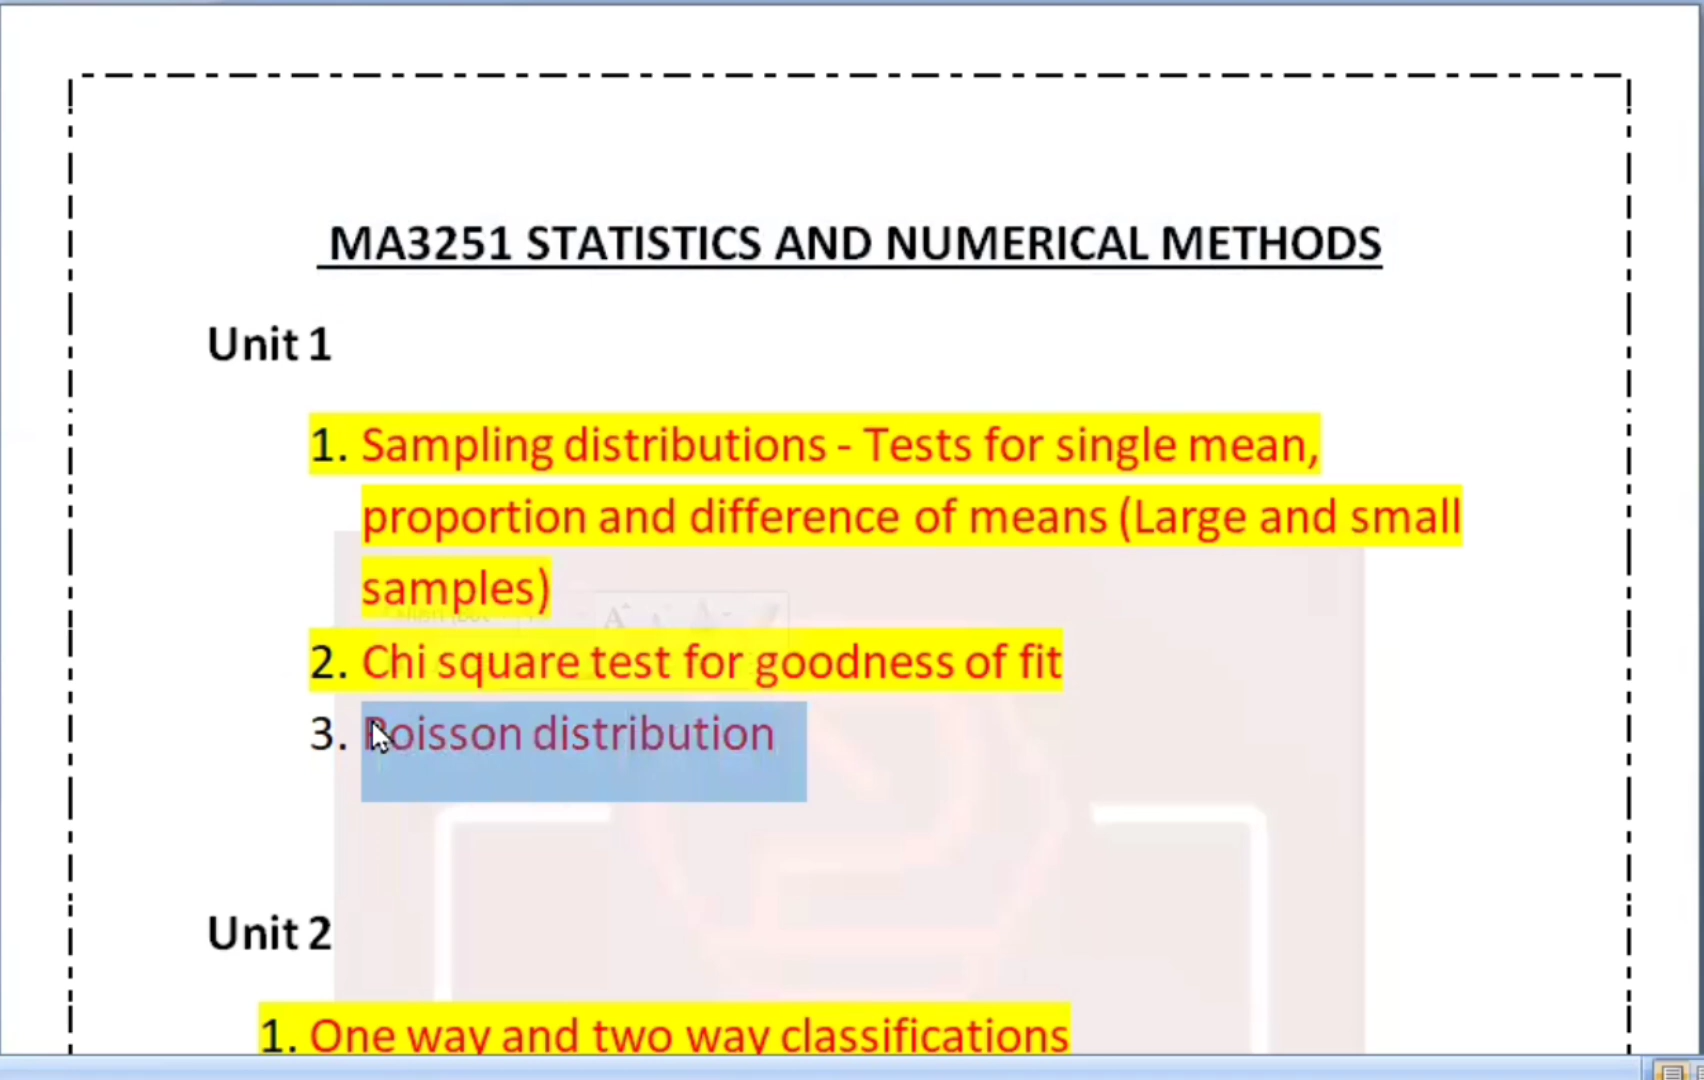 MA3251 STATISTICS AND NUMERICAL METHODS
Unit 1
1. Sampling distributions - Tests for single mean,
proportion and difference of means (Large and small
samples)
2. Chi square test for goodness of fit
3. Poisson distribution
Unit 2
1. One way and two way classifications